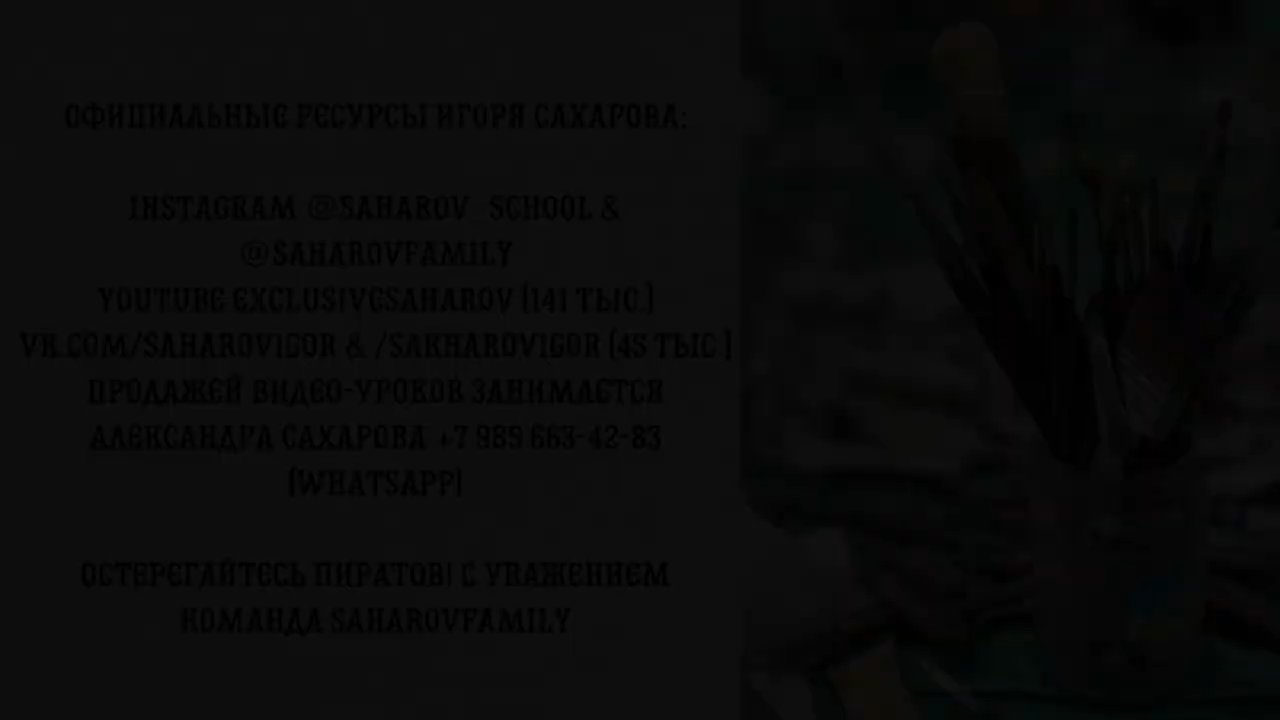 ОФИЦИАЛЬНЫЕ РЕСУРСЫ ИГОРЯ САХАРОВА:
INSTAGRAM @SAHAROV_SCHOOL &
@SAHAROVFAMILY
YOUTUBE EXCLUSIVESAHAROV (141 ТЫС.)
VK.COM/SAHAROVIGOR & /SAKHAROVIGOR (45 ТЫС.)
ПРОДАЖЕЙ ВИДЕО-УРОКОВ ЗАНИМАЕТСЯ
АЛЕКСАНДРА САХАРОВА +7 985 663-42-83
(WHATSAPP)
ОСТЕРЕГАЙТЕСЬ ПИРАТОВ! С УВАЖЕНИЕМ
КОМАНДА SAHAROVFAMILY